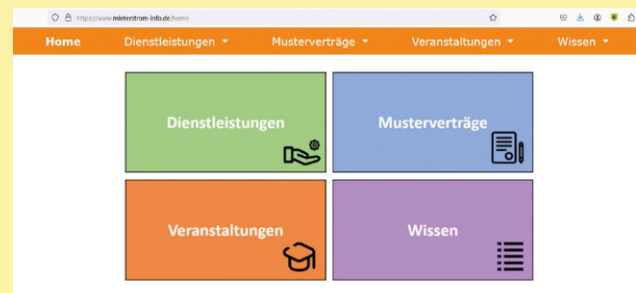 https://www.mieterstrom-info.de/home
Home Dienstleistungen Musterverträge Veranstaltungen Wissen
Dienstleistungen Musterverträge
Veranstaltungen Wissen